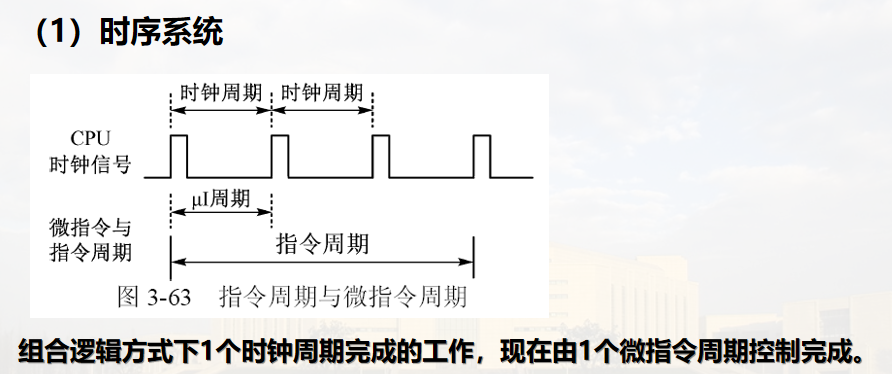 （1）时序系统
时钟周期 时钟周期
CPU
时钟信号
μI周期
微指令与
指令周期
指令周期
图 3-63 指令周期与微指令周期
组合逻辑方式下1个时钟周期完成的工作，现在由1个微指令周期控制完成。